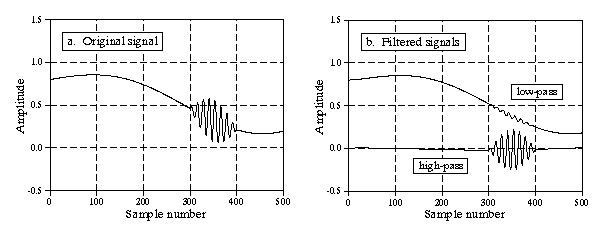 a. Original signal
Amplitude
1.5
1.0
0.5
0.0
-0.5
0 100 200 300 400 500
Sample number
b. Filtered signals
low-pass
high-pass
Amplitude
1.5
1.0
0.5
0.0
-0.5
0 100 200 300 400 500
Sample number